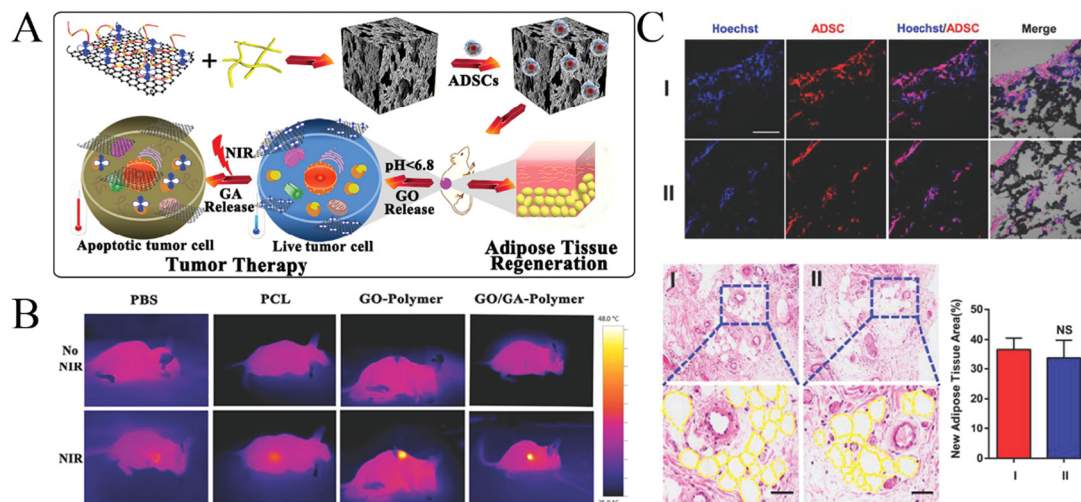 A
ADSCs
NIR
GA
Release
pH<6.8
GO
Release
Apoptotic tumor cell
Live tumor cell
Tumor Therapy
Adipose Tissue
Regeneration
B
PBS
PCL
GO-Polymer
GO/GA-Polymer
No
NIR
NIR
48.0 °C
C
Hoechst
ADSC
Hoechst/ADSC
Merge
I
II
I
II
New Adipose Tissue Area(%)
50
40
30
20
10
0
NS
I
II